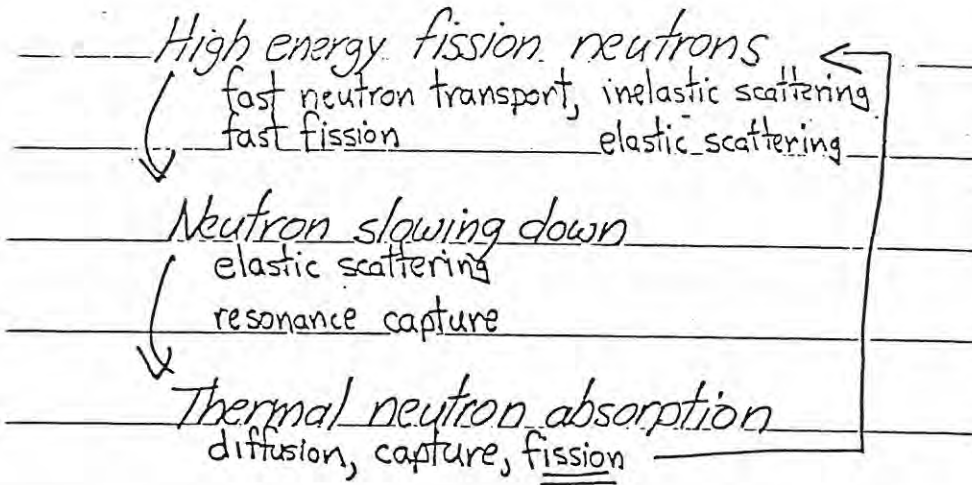 High energy fission neutrons
fast neutron transport, inelastic scattering
fast fission elastic scattering
Neutron slowing down
elastic scattering
resonance capture
Thermal neutron absorption
diffusion, capture, fission